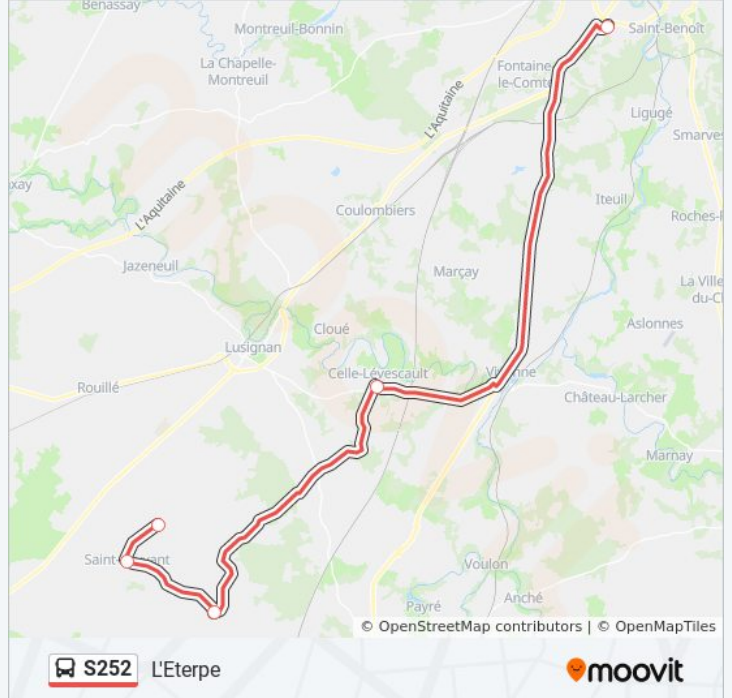 Benassay
Montreuil-Bonnin
Saint-Benoît
La Chapelle-
Montreuil
Fontaine-
le-Comte
L'Aquitaine
Ligugé
Smarves
xay
L'Aquitaine
Iteuil
Coulombiers
Roches-P
Marçay
Jazeneuil
La Ville
du-Cl
Aslonnes
Cloué
Lusignan
Celle-Lévescault
Rouillé
Château-Larcher
Marnay
Voulon
Anché
Payré
© OpenStreetMap contributors | © OpenMapTiles
S252 L'Eterpe
moovit